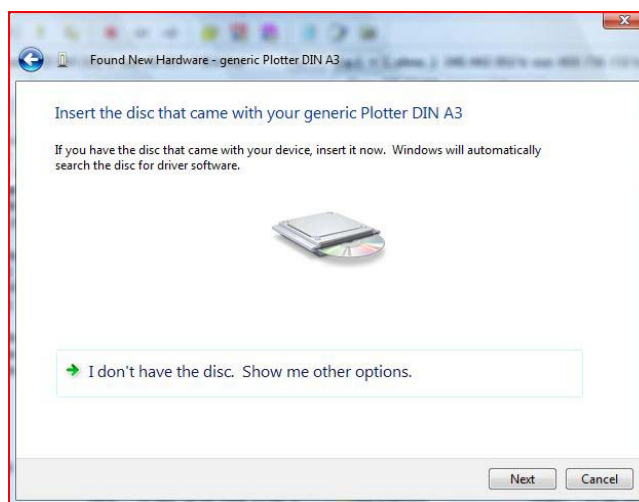 Found New Hardware - generic Plotter DIN A3
Insert the disc that came with your generic Plotter DIN A3
If you have the disc that came with your device, insert it now.  Windows will automatically
search the disc for driver software.
I don't have the disc.  Show me other options.
Next Cancel